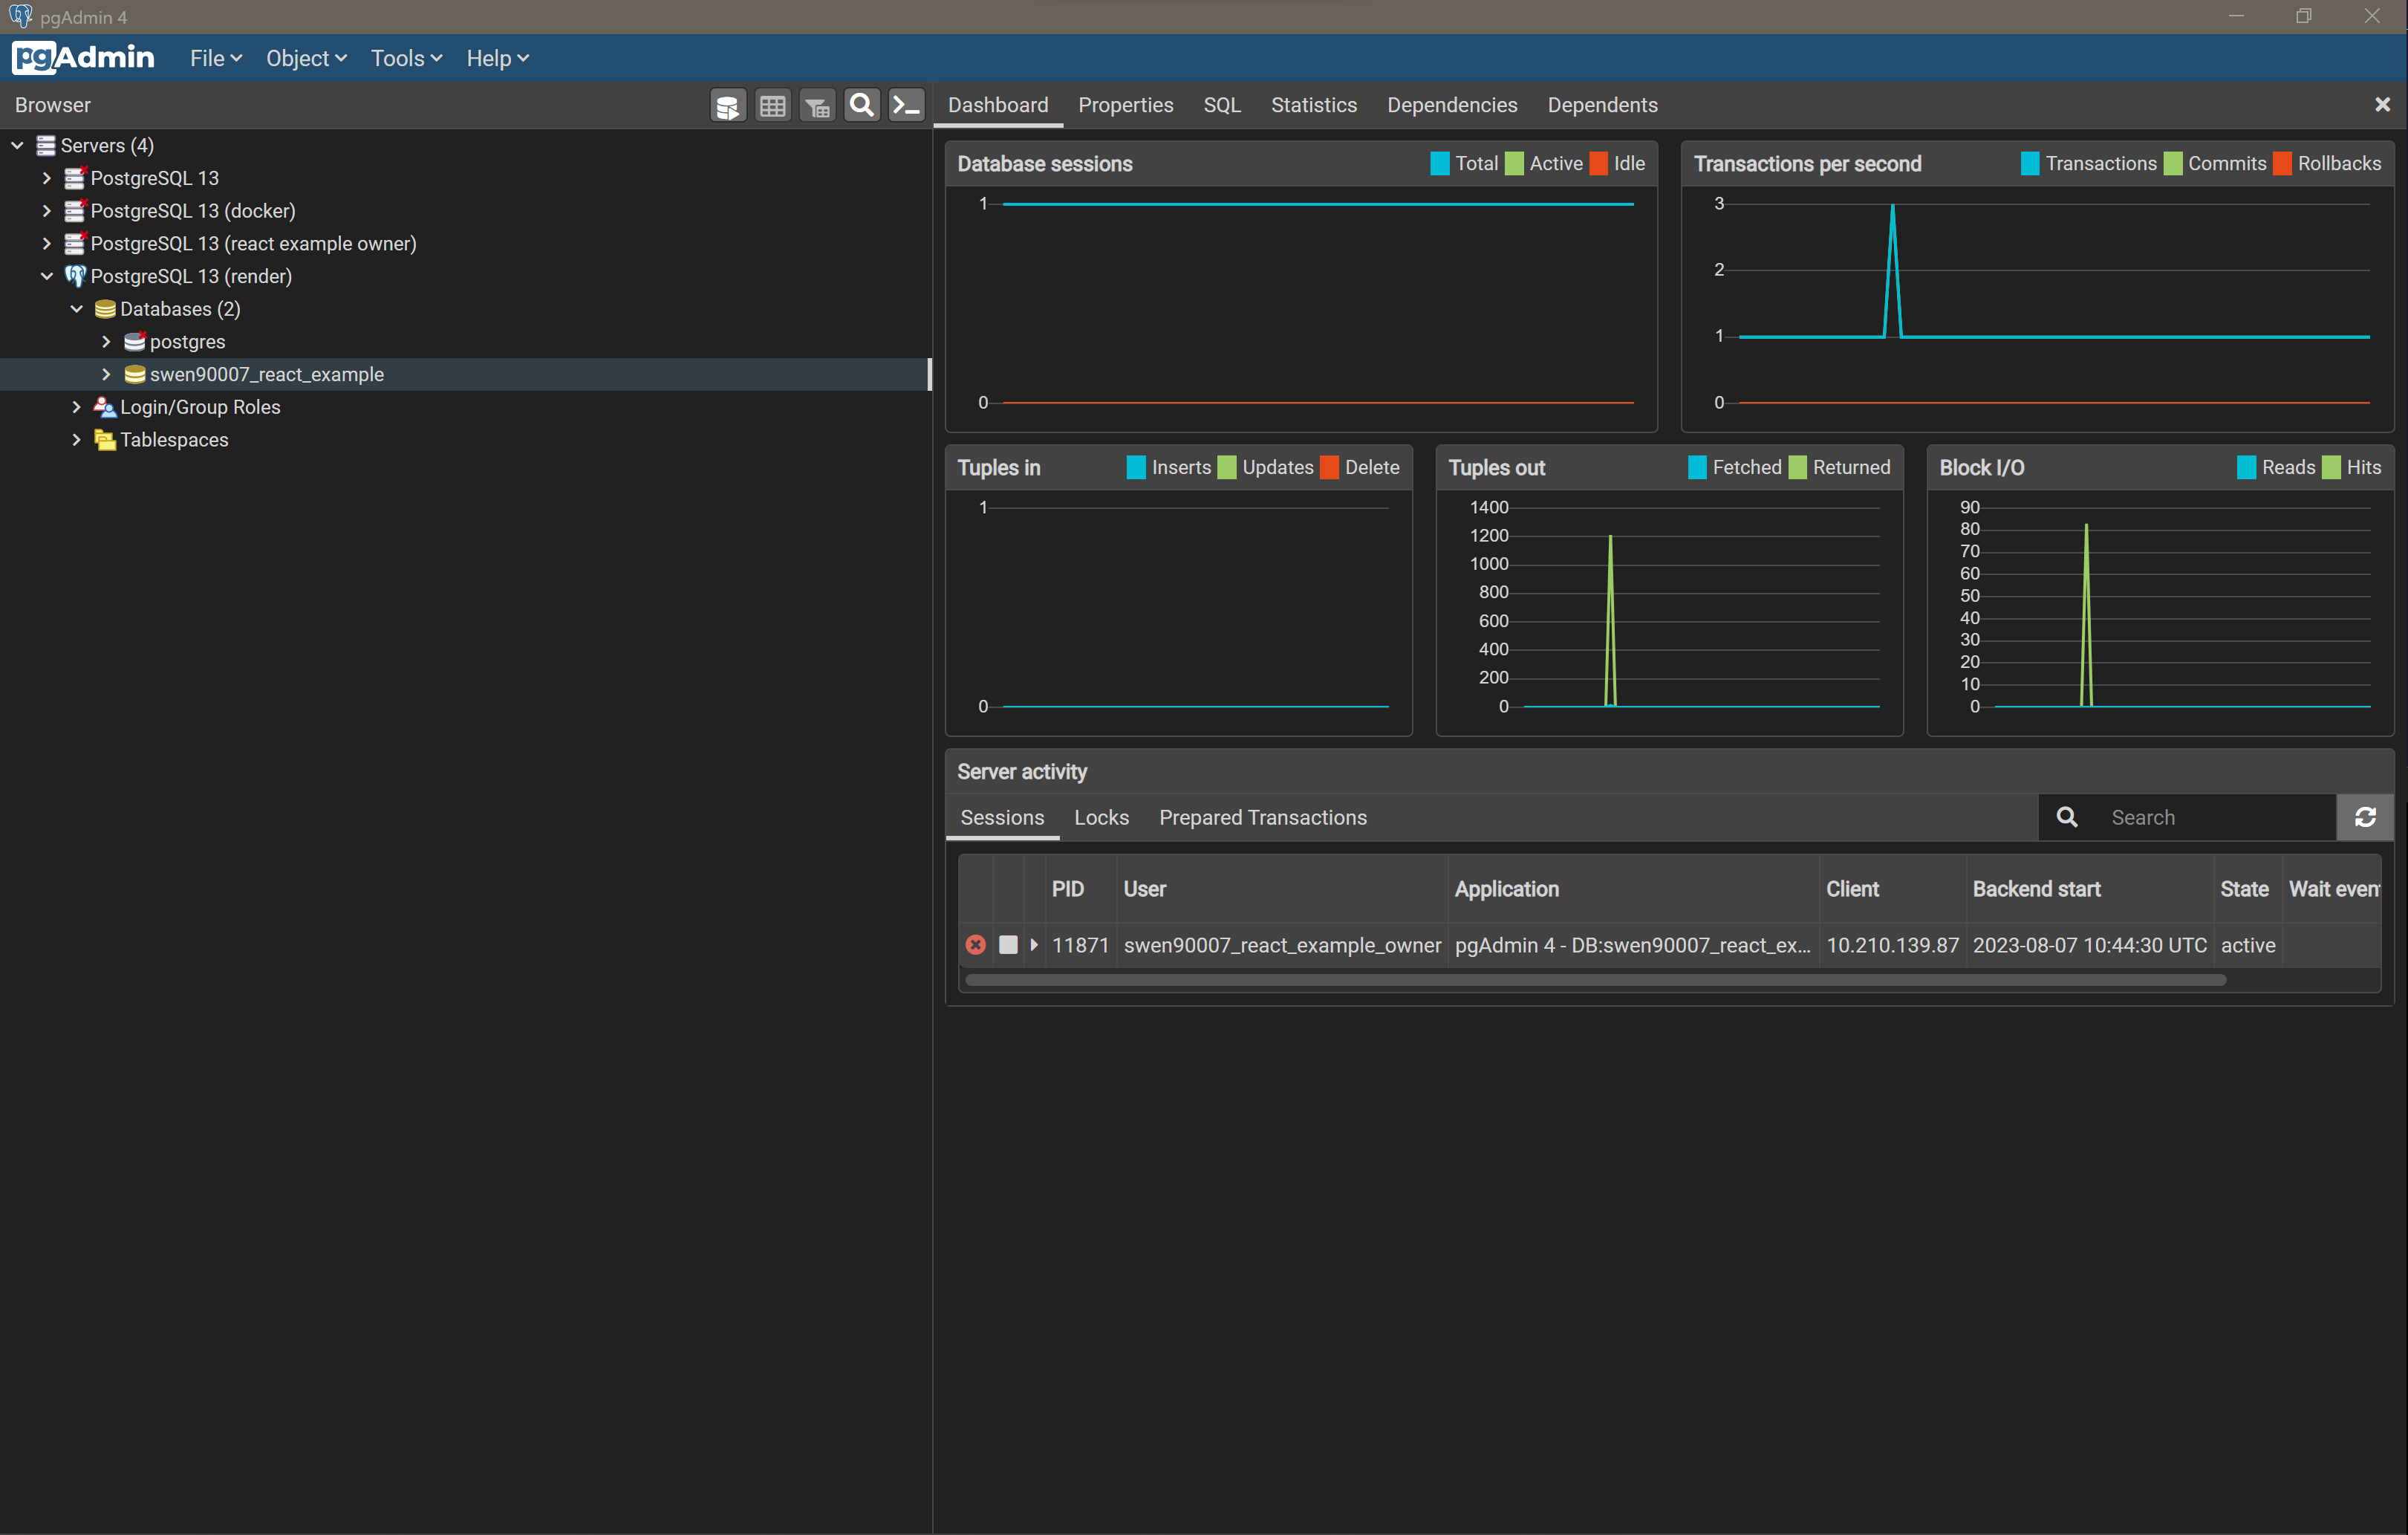 pgAdmin 4
pgAdmin File Object Tools Help
Browser
Dashboard Properties SQL Statistics Dependencies Dependents
Servers (4)
PostgreSQL 13
PostgreSQL 13 (docker)
PostgreSQL 13 (react example owner)
PostgreSQL 13 (render)
Databases (2)
postgres
swen90007_react_example
Login/Group Roles
Tablespaces
Database sessions Total Active Idle
1
0
Transactions per second Transactions Commits Rollbacks
3
2
1
0
Tuples in Inserts Updates Delete
1
0
Tuples out Fetched Returned
1400
1200
1000
800
600
400
200
0
Block I/O Reads Hits
90
80
70
60
50
40
30
20
10
0
Server activity
Sessions Locks Prepared Transactions Search
PID User Application Client Backend start State Wait even
11871 swen90007_react_example_owner pgAdmin 4 - DB:swen90007_react_ex... 10.210.139.87 2023-08-07 10:44:30 UTC active